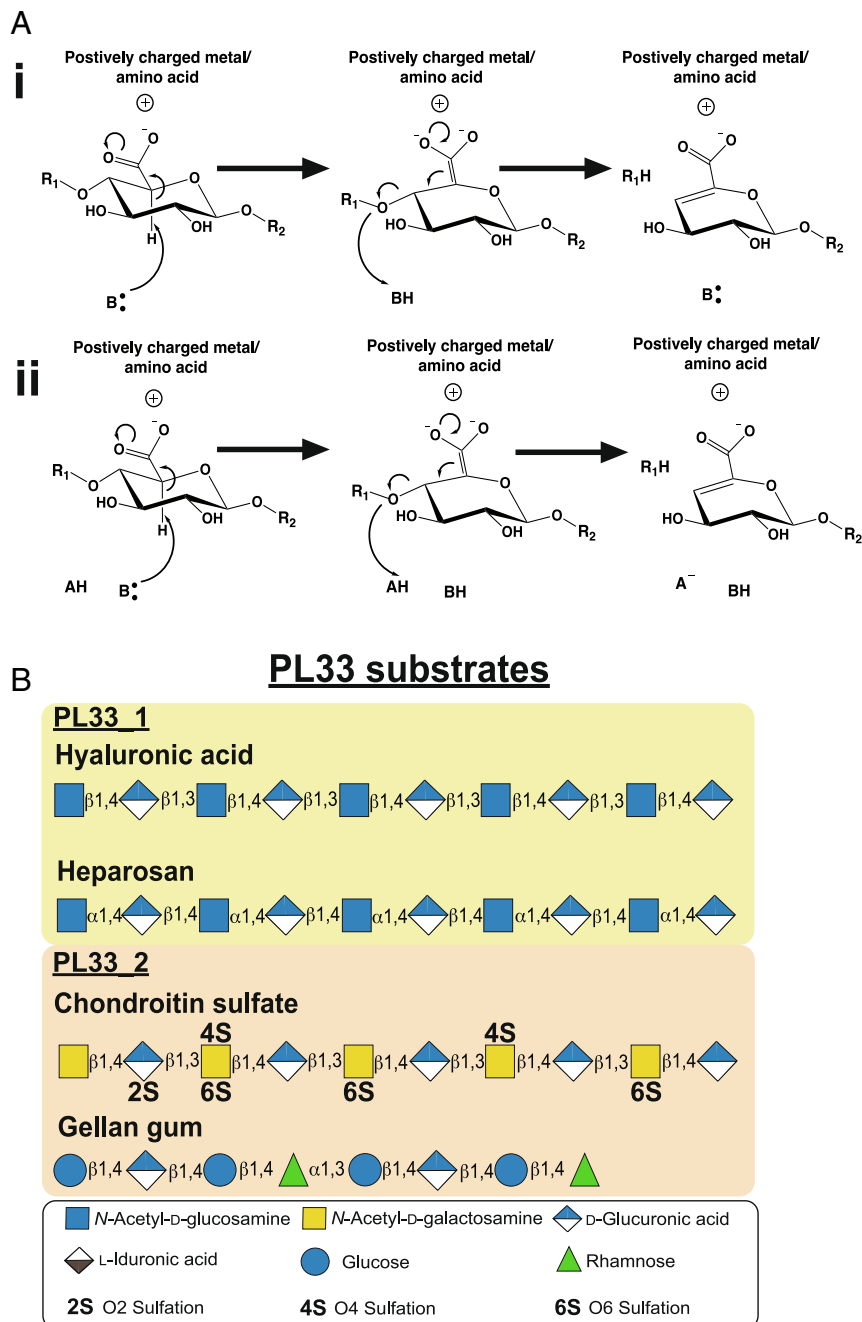 A
i
Postively charged metal/ Postively charged metal/ Postively charged metal/
amino acid amino acid amino acid
+ + +
O - O R1 O HO O OH O R2 H B:
-O O- R1 O HO O OH O R2 BH
R1H O O- O HO OH O R2 B:
ii
Postively charged metal/ Postively charged metal/ Postively charged metal/
amino acid amino acid amino acid
+ + +
O - O R1 O HO O OH O R2 H AH B:
-O O- R1 O HO O OH O R2 AH BH
R1H O O- O HO OH O R2 A- BH
B
PL33 substrates
PL33_1
Hyaluronic acid
β1,4 β1,3 β1,4 β1,3 β1,4 β1,3 β1,4 β1,3 β1,4
Heparosan
α1,4 β1,4 α1,4 β1,4 α1,4 β1,4 α1,4 β1,4 α1,4
PL33_2
Chondroitin sulfate
4S 4S
β1,4 β1,3 β1,4 β1,3 β1,4 β1,3 β1,4 β1,3 β1,4
2S 6S 6S 6S
Gellan gum
β1,4 β1,4 β1,4 α1,3 β1,4 β1,4 β1,4
N-Acetyl-D-glucosamine N-Acetyl-D-galactosamine D-Glucuronic acid
L-Iduronic acid Glucose Rhamnose
2S O2 Sulfation 4S O4 Sulfation 6S O6 Sulfation